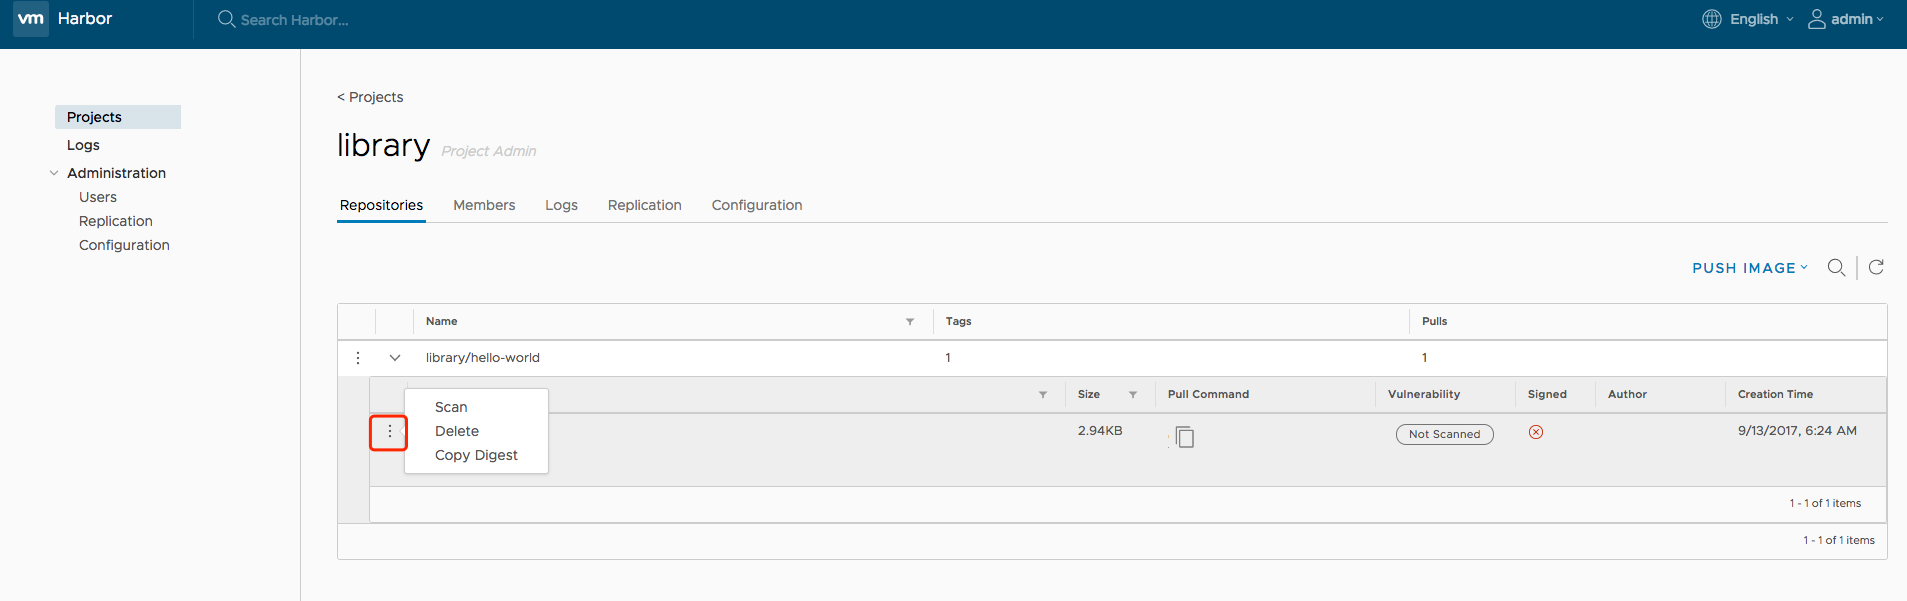 vm Harbor Search Harbor... English admin
Projects
Logs
Administration
Users
Replication
Configuration
< Projects
library Project Admin
Repositories Members Logs Replication Configuration
PUSH IMAGE
Name Tags Pulls
library/hello-world 1 1
Size Pull Command Vulnerability Signed Author Creation Time
Scan
Delete
Copy Digest
2.94KB Not Scanned 9/13/2017, 6:24 AM
1 - 1 of 1 items
1 - 1 of 1 items